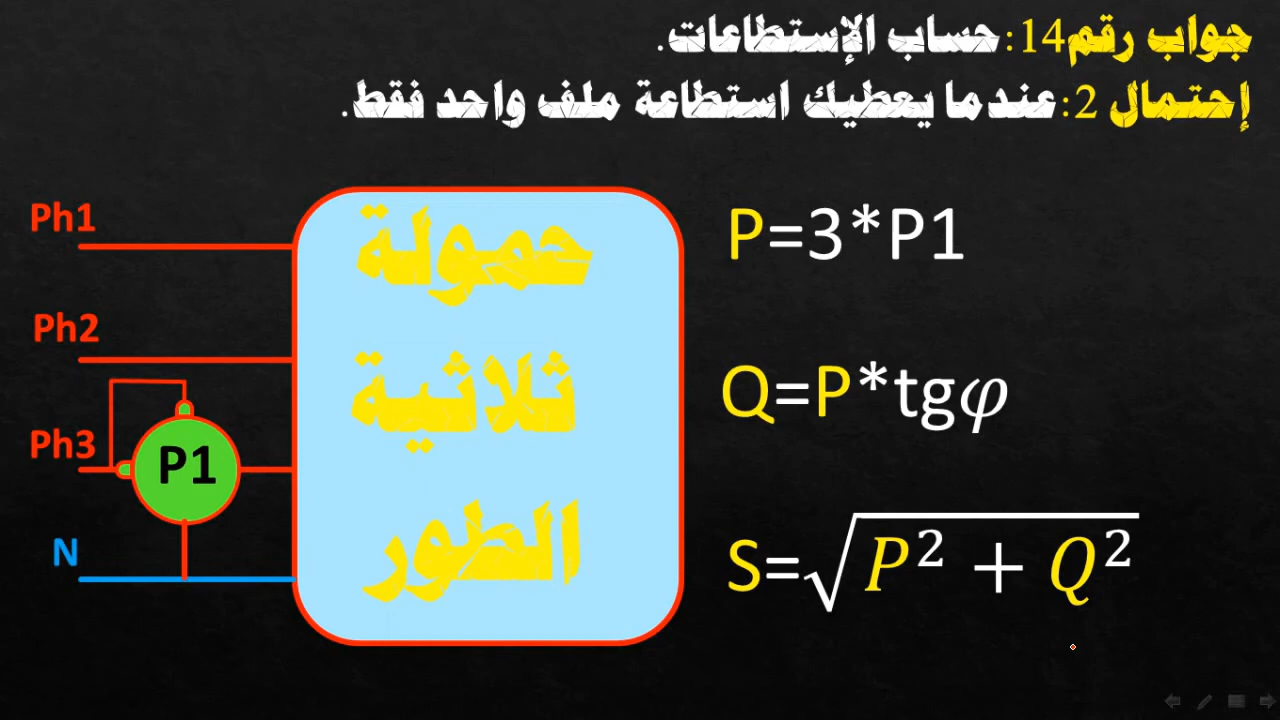 جواب رقم14:حساب الإستطاعات.
إحتمال 2:عندما يعطيك استطاعة ملف واحد فقط.
Ph1
Ph2
Ph3
P1
N
حمولة
ثلاثية
الطور
P=3*P1
Q=P*tgφ
S=√P²+Q²